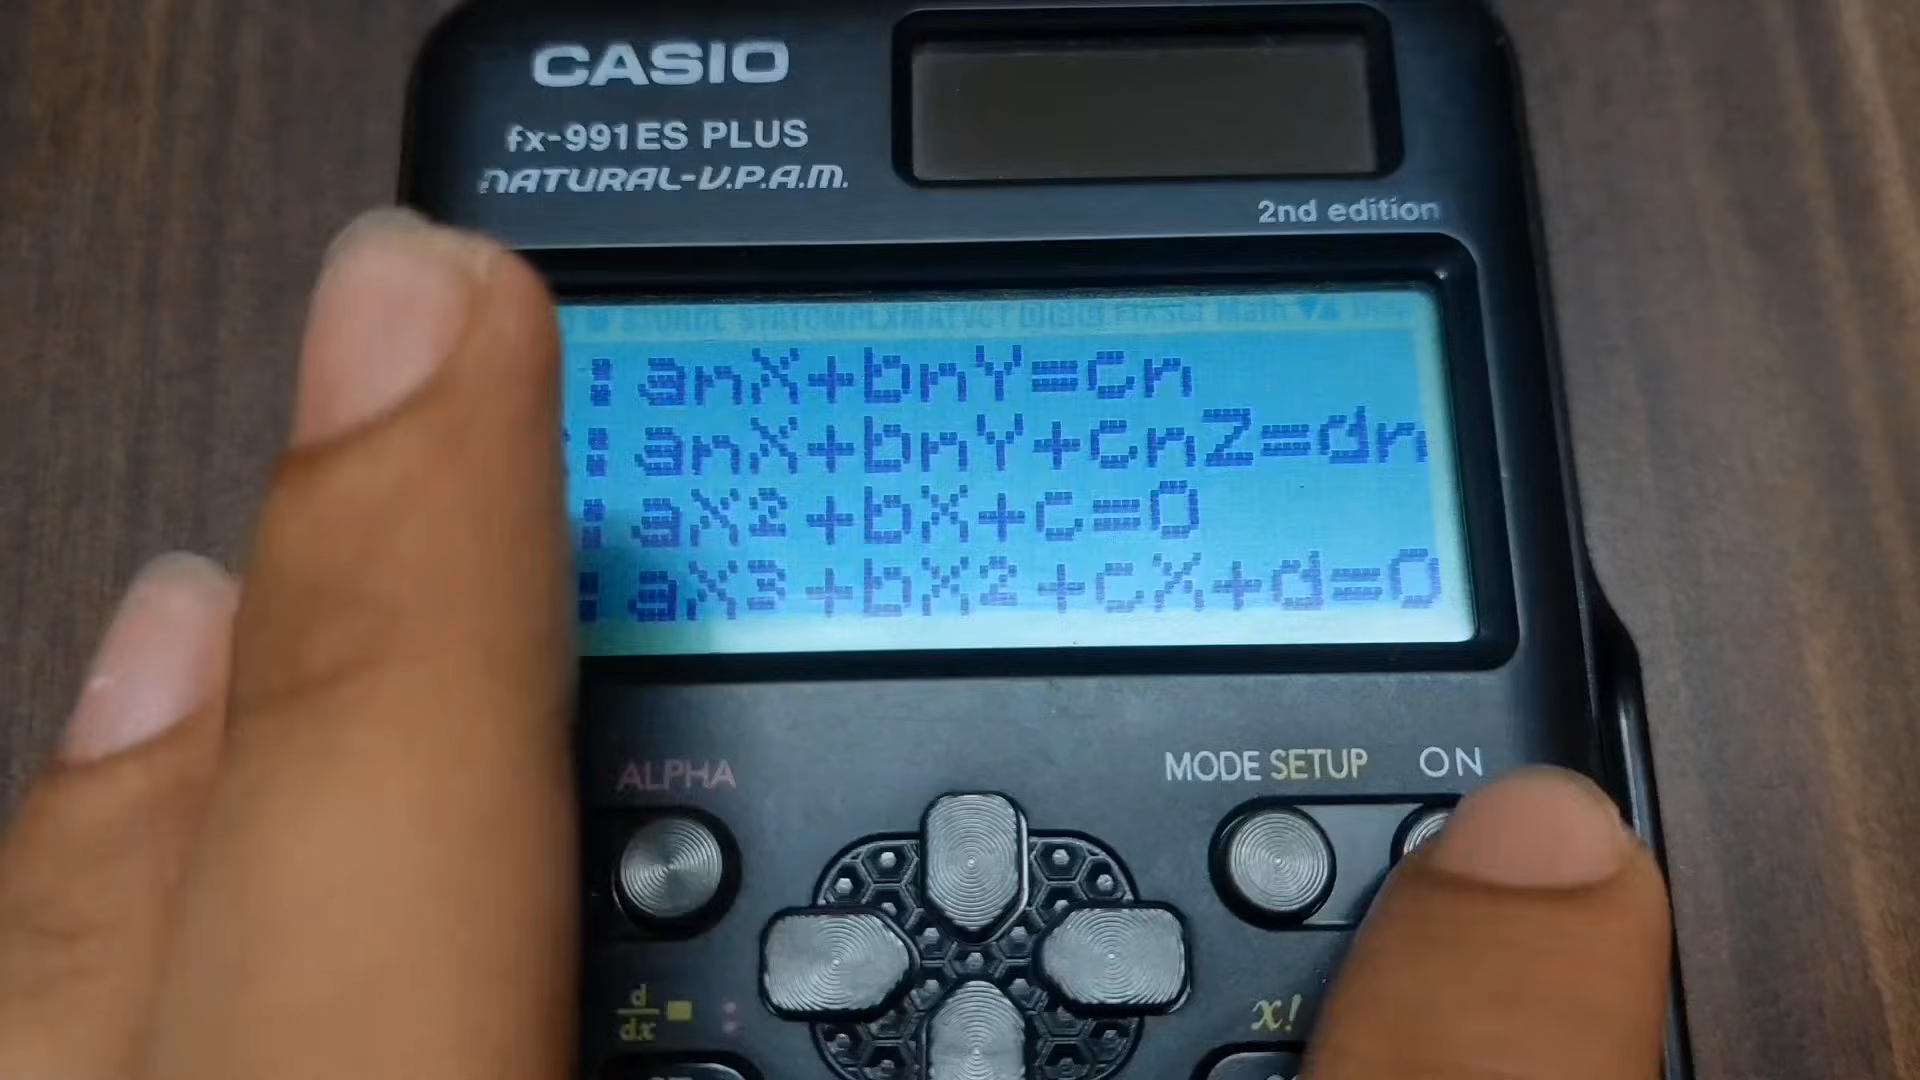 CASIO
fx-991ES PLUS
NATURAL-V.P.A.M.
2nd edition
: anX+bnY=cn
: anX+bnY+cnZ=dn
: aX²+bX+c=0
: aX³+bX²+cX+d=0
ALPHA
MODE SETUP
ON
d/dx
:
x!